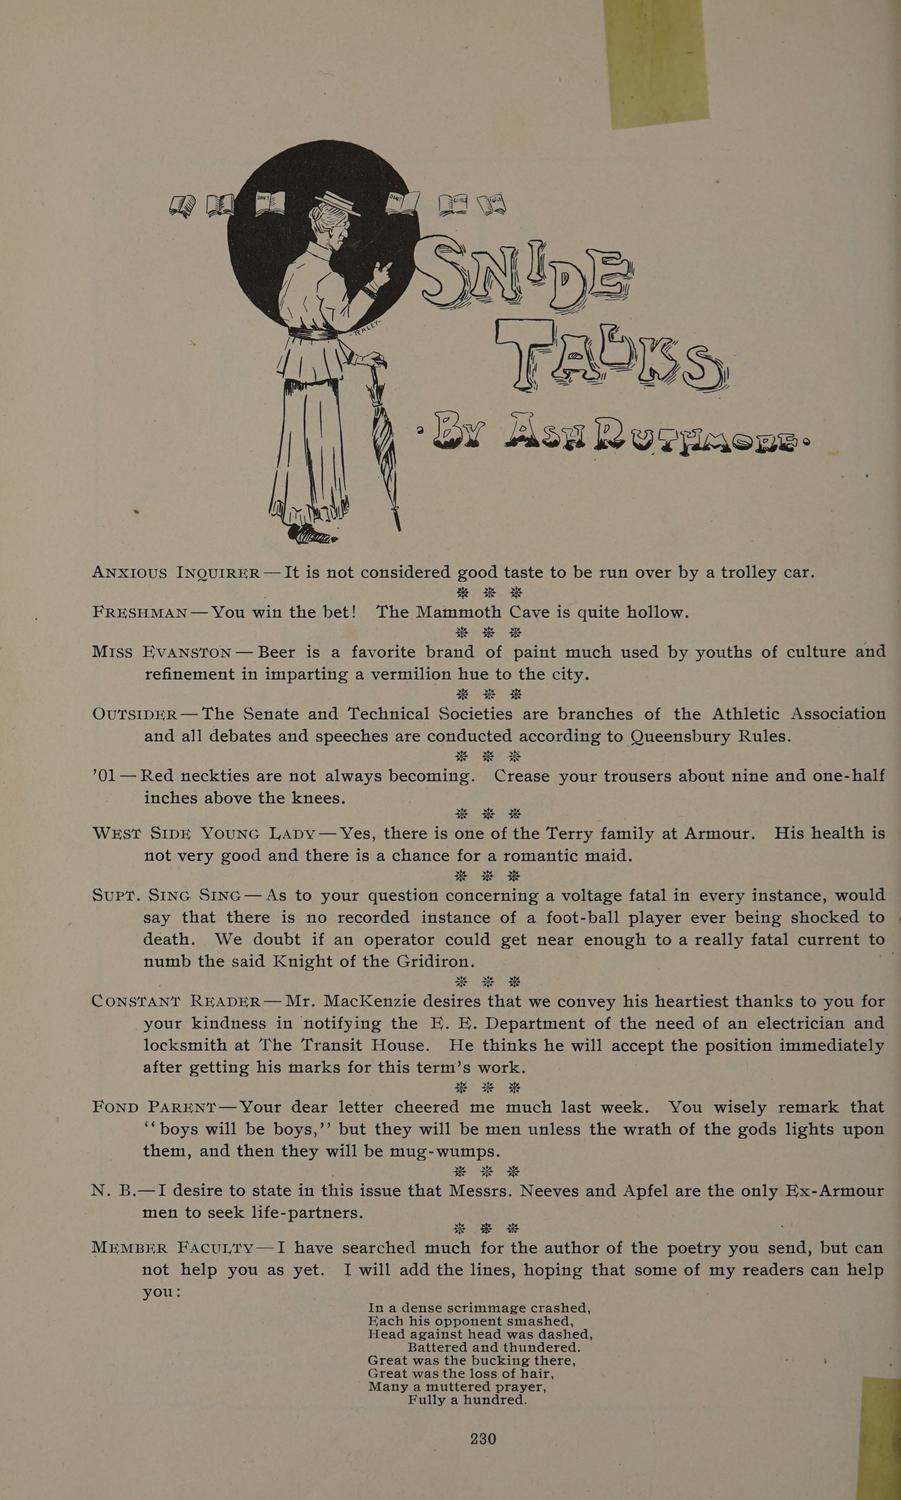 SNIDE
TALKS
·BY ASH RUTHMORE·
RALEY
ANXIOUS INQUIRER — It is not considered good taste to be run over by a trolley car.
FRESHMAN — You win the bet! The Mammoth Cave is quite hollow.
MISS EVANSTON — Beer is a favorite brand of paint much used by youths of culture and
refinement in imparting a vermilion hue to the city.
OUTSIDER — The Senate and Technical Societies are branches of the Athletic Association
and all debates and speeches are conducted according to Queensbury Rules.
’01 — Red neckties are not always becoming. Crease your trousers about nine and one-half
inches above the knees.
WEST SIDE YOUNG LADY — Yes, there is one of the Terry family at Armour. His health is
not very good and there is a chance for a romantic maid.
SUPT. SING SING — As to your question concerning a voltage fatal in every instance, would
say that there is no recorded instance of a foot-ball player ever being shocked to
death. We doubt if an operator could get near enough to a really fatal current to
numb the said Knight of the Gridiron.
CONSTANT READER — Mr. MacKenzie desires that we convey his heartiest thanks to you for
your kindness in notifying the E. E. Department of the need of an electrician and
locksmith at The Transit House. He thinks he will accept the position immediately
after getting his marks for this term’s work.
FOND PARENT — Your dear letter cheered me much last week. You wisely remark that
‘‘boys will be boys,’’ but they will be men unless the wrath of the gods lights upon
them, and then they will be mug-wumps.
N. B.—I desire to state in this issue that Messrs. Neeves and Apfel are the only Ex-Armour
men to seek life-partners.
MEMBER FACULTY — I have searched much for the author of the poetry you send, but can
not help you as yet. I will add the lines, hoping that some of my readers can help
you:
In a dense scrimmage crashed,
Each his opponent smashed,
Head against head was dashed,
Battered and thundered.
Great was the bucking there,
Great was the loss of hair,
Many a muttered prayer,
Fully a hundred.
230